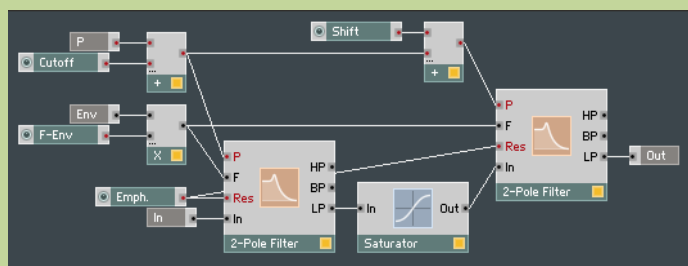 P
Cutoff
...
+
Shift
...
+
Env
F-Env
...
X
Emph.
In
P
F
Res
In
HP
BP
LP
2-Pole Filter
In
Out
Saturator
P
F
Res
In
HP
BP
LP
2-Pole Filter
Out